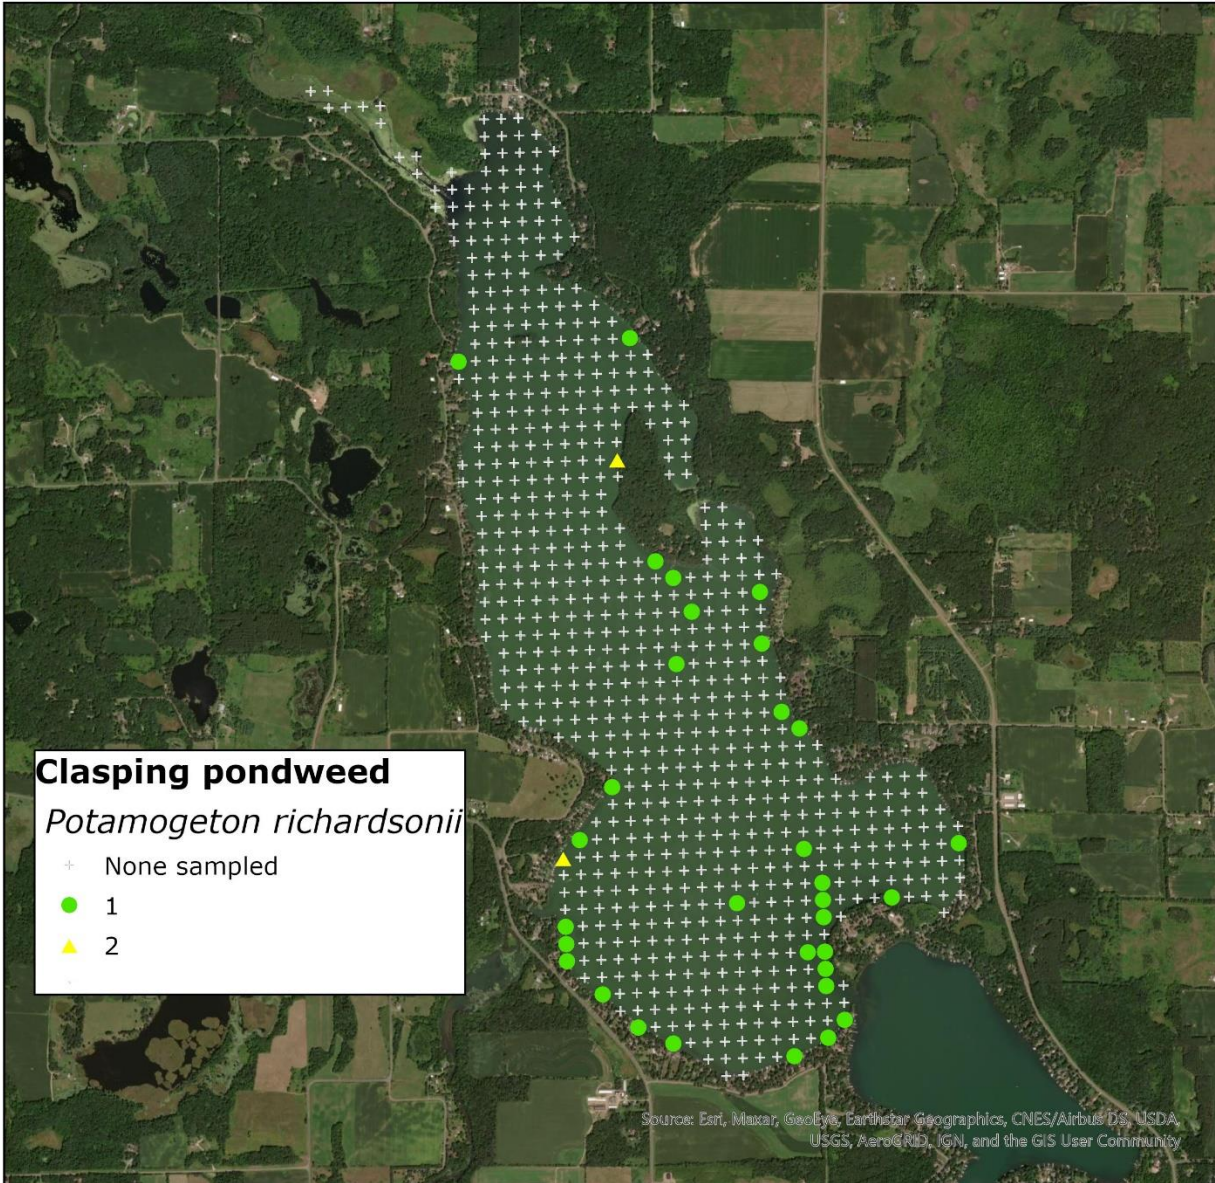 Clasping pondweed
Potamogeton richardsonii
None sampled
1
2
Source: Esri, Maxar, GeoEye, Earthstar Geographics, CNES/Airbus DS, USDA,
USGS, AeroGRID, IGN, and the GIS User Community